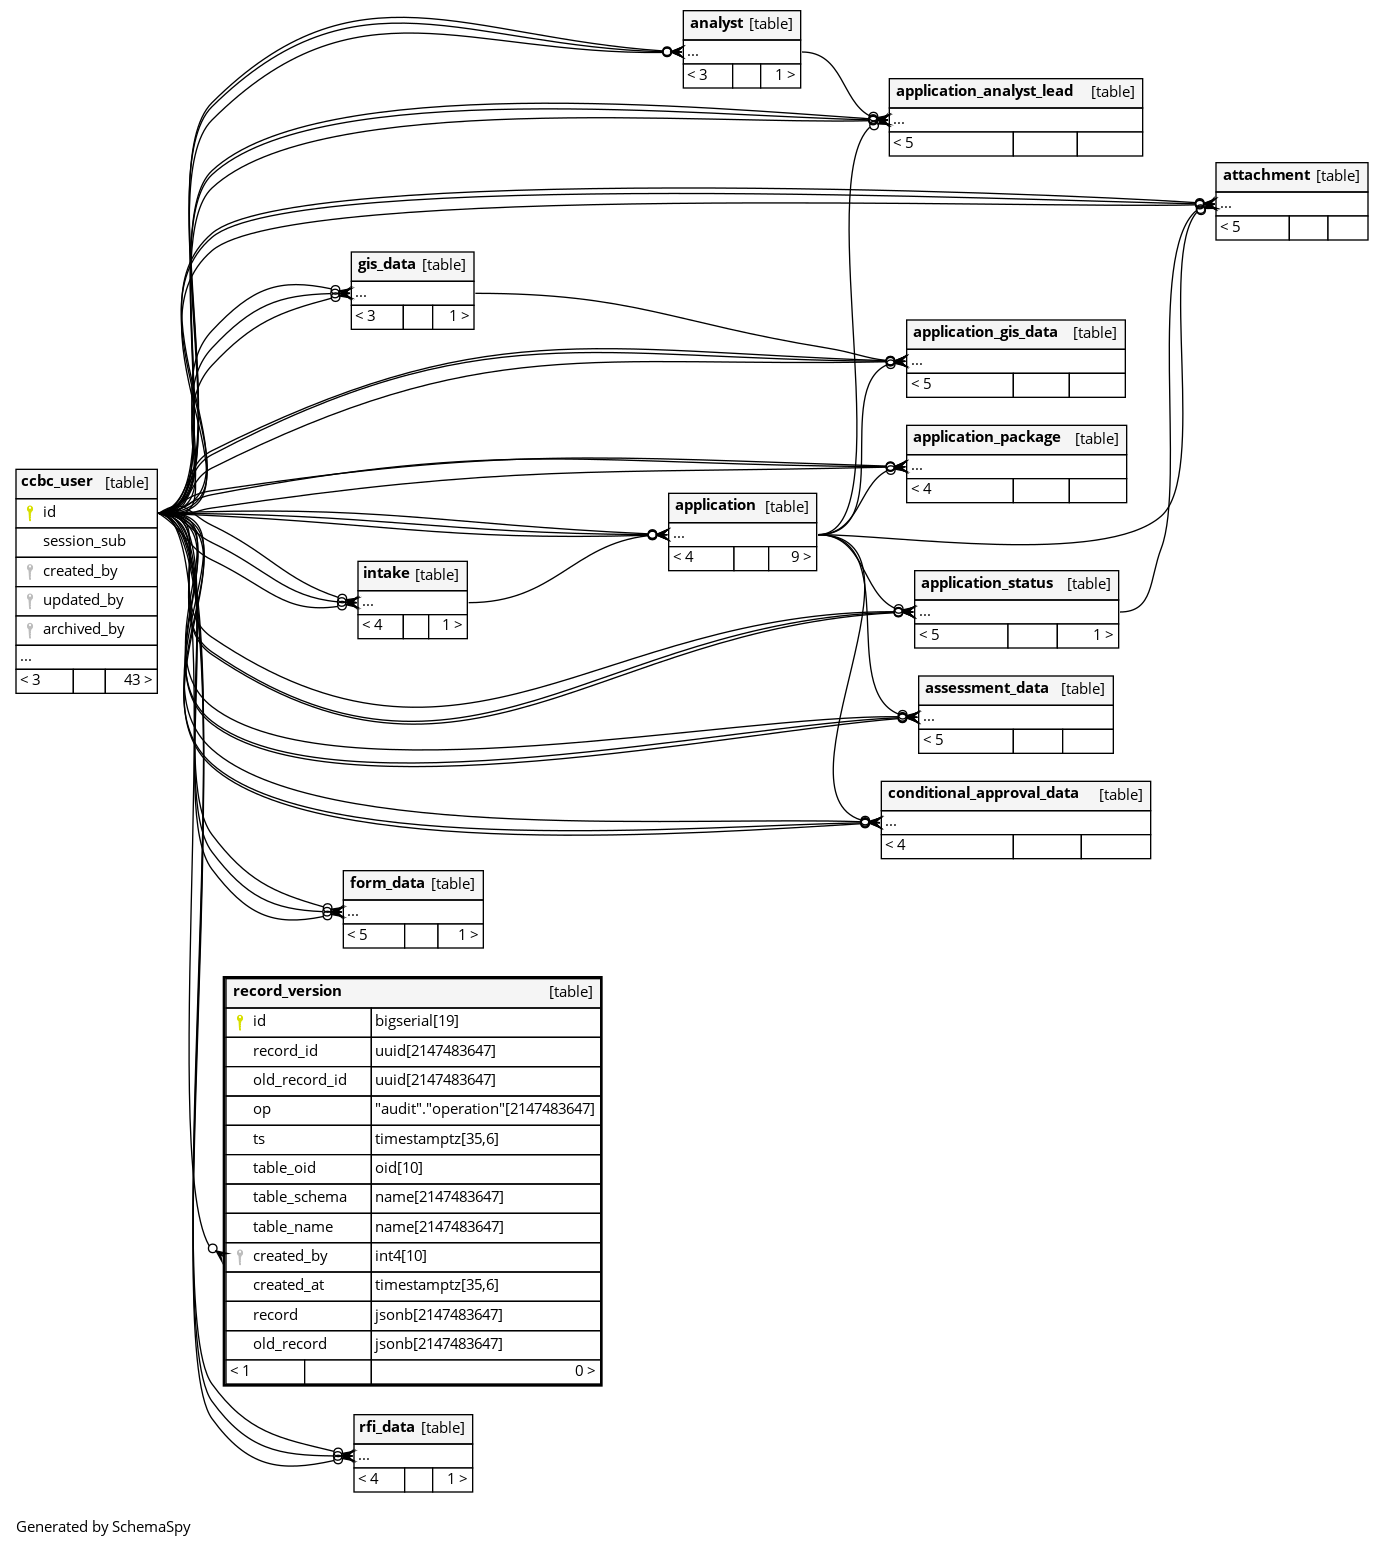 analyst [table]
...
< 3 1 >
application_analyst_lead [table]
...
< 5
attachment [table]
...
< 5
gis_data [table]
...
< 3 1 >
application_gis_data [table]
...
< 5
application_package [table]
...
< 4
ccbc_user [table]
id
session_sub
created_by
updated_by
archived_by
...
< 3 43 >
application [table]
...
< 4 9 >
intake [table]
...
< 4 1 >
application_status [table]
...
< 5 1 >
assessment_data [table]
...
< 5
conditional_approval_data [table]
...
< 4
form_data [table]
...
< 5 1 >
record_version [table]
id bigserial[19]
record_id uuid[2147483647]
old_record_id uuid[2147483647]
op "audit"."operation"[2147483647]
ts timestamptz[35,6]
table_oid oid[10]
table_schema name[2147483647]
table_name name[2147483647]
created_by int4[10]
created_at timestamptz[35,6]
record jsonb[2147483647]
old_record jsonb[2147483647]
< 1 0 >
rfi_data [table]
...
< 4 1 >
Generated by SchemaSpy